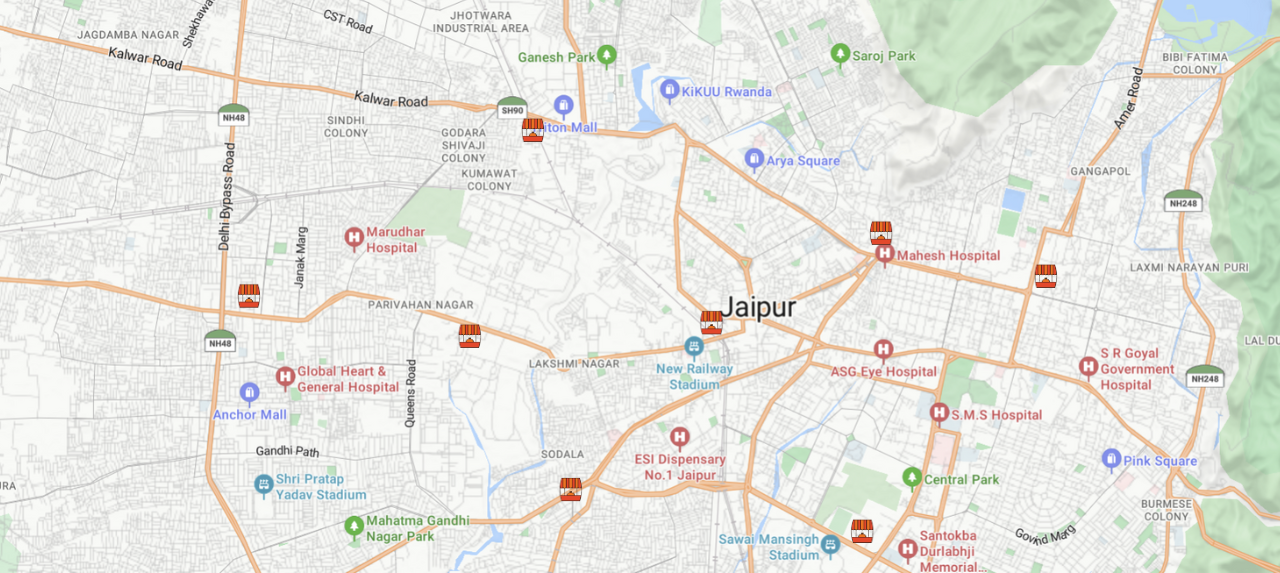 Shekhawa
CST Road
JHOTWARA
INDUSTRIAL AREA
JAGDAMBA NAGAR
Kalwar Road
Ganesh Park
Saroj Park
BIBI FATIMA
COLONY
KiKUU Rwanda
Kalwar Road
SH90
NH48
SINDHI
COLONY
iton Mall
Amer Road
GODARA
SHIVAJI
COLONY
Arya Square
KUMAWAT
COLONY
GANGAPOL
NH248
Delhi Bypass Road
Janak Marg
Marudhar
Hospital
Mahesh Hospital
LAXMI NARAYAN PURI
PARIVAHAN NAGAR
Jaipur
NH48
LAL DU
LAKSHMI NAGAR
New Railway
Stadium
ASG Eye Hospital
S R Goyal
Government
Hospital
NH248
Global Heart &
General Hospital
Queens Road
Anchor Mall
S.M.S Hospital
Gandhi Path
SODALA
ESI Dispensary
No.1 Jaipur
Pink Square
URA
Shri Pratap
Yadav Stadium
Central Park
BURMESE
COLONY
Mahatma Gandhi
Nagar Park
Sawai Mansingh
Stadium
Govind Marg
Santokba
Durlabhji
Memorial...